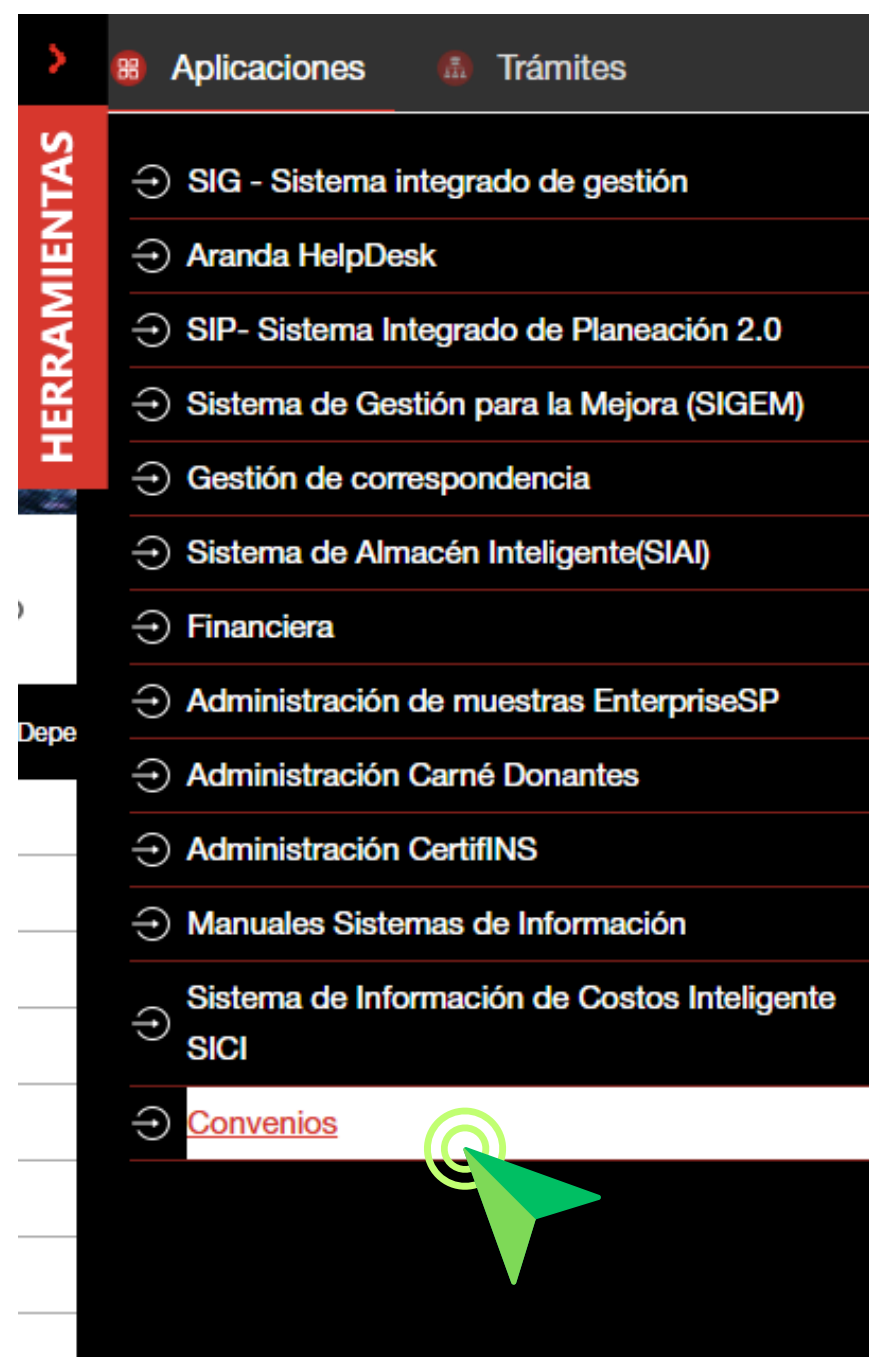 Aplicaciones
Trámites
HERRAMIENTAS
SIG - Sistema integrado de gestión
Aranda HelpDesk
SIP- Sistema Integrado de Planeación 2.0
Sistema de Gestión para la Mejora (SIGEM)
Gestión de correspondencia
Sistema de Almacén Inteligente(SIAI)
Financiera
Administración de muestras EnterpriseSP
Depe
Administración Carné Donantes
Administración CertifINS
Manuales Sistemas de Información
Sistema de Información de Costos Inteligente
SICI
Convenios